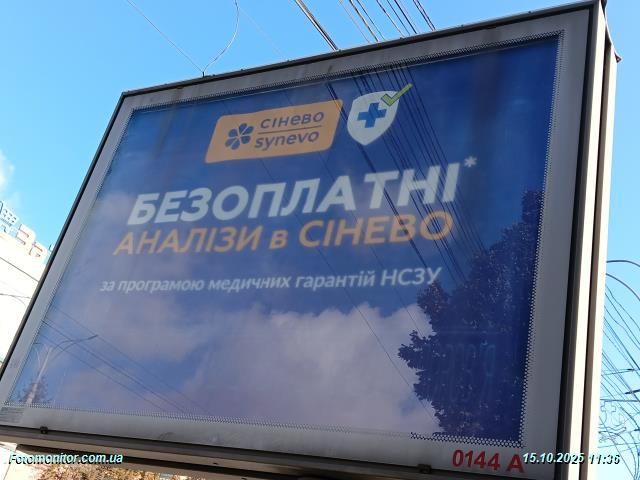 СІНЕВО
synevo
БЕЗОПЛАТНІ*
АНАЛІЗИ в СІНЕВО
за програмою медичних гарантій НСЗУ
0144 А
Fotomonitor.com.ua
15.10.2025 11:36